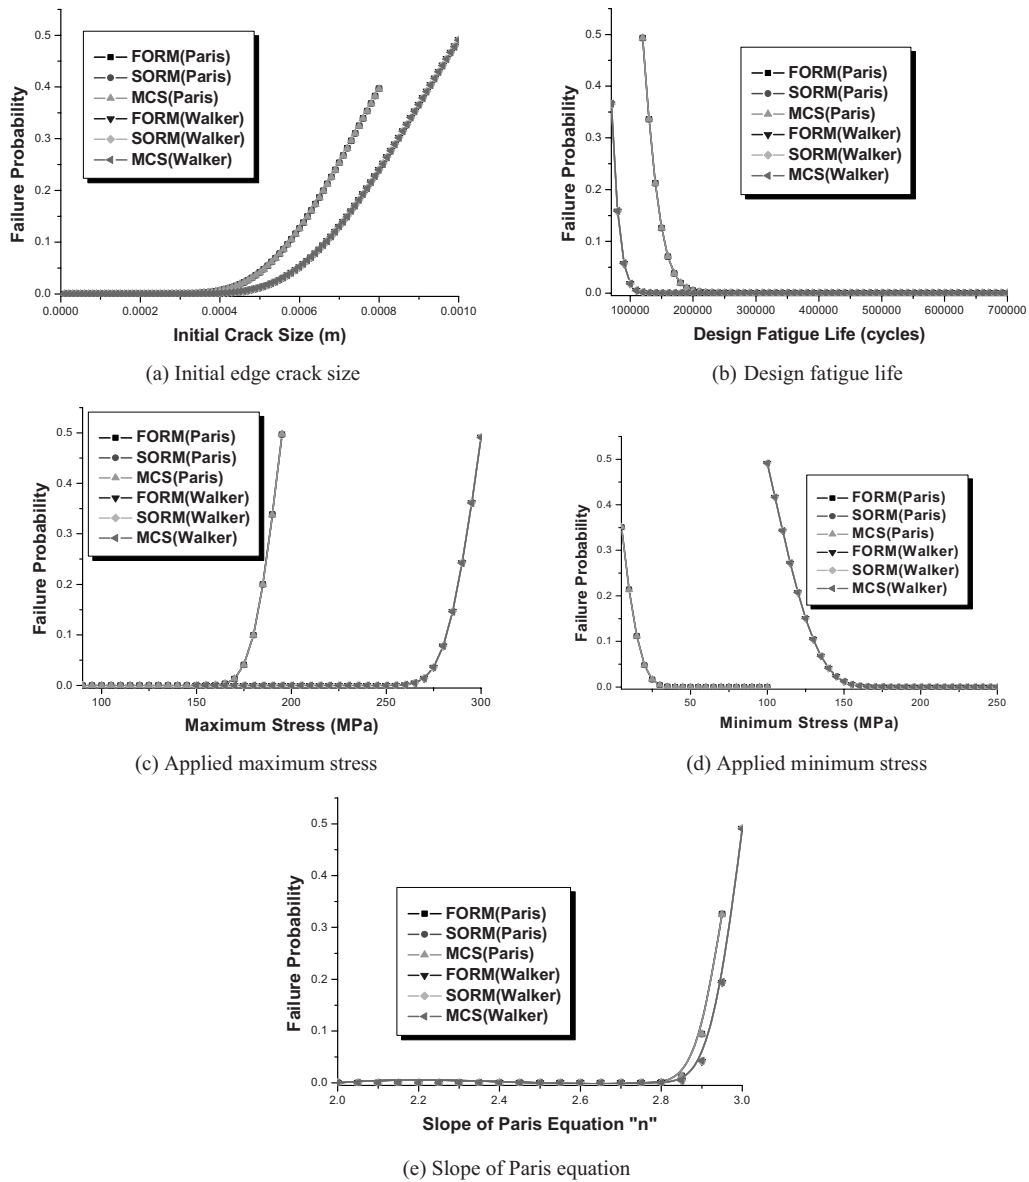 0.5
0.4
0.3
0.2
0.1
0.0
Failure Probability
FORM(Paris)
SORM(Paris)
MCS(Paris)
FORM(Walker)
SORM(Walker)
MCS(Walker)
0.0000 0.0002 0.0004 0.0006 0.0008 0.0010
Initial Crack Size (m)
(a) Initial edge crack size
0.5
0.4
0.3
0.2
0.1
0.0
Failure Probability
FORM(Paris)
SORM(Paris)
MCS(Paris)
FORM(Walker)
SORM(Walker)
MCS(Walker)
100000 200000 300000 400000 500000 600000 700000
Design Fatigue Life (cycles)
(b) Design fatigue life
0.5
0.4
0.3
0.2
0.1
0.0
Failure Probability
FORM(Paris)
SORM(Paris)
MCS(Paris)
FORM(Walker)
SORM(Walker)
MCS(Walker)
100 150 200 250 300
Maximum Stress (MPa)
(c) Applied maximum stress
0.5
0.4
0.3
0.2
0.1
0.0
Failure Probability
FORM(Paris)
SORM(Paris)
MCS(Paris)
FORM(Walker)
SORM(Walker)
MCS(Walker)
50 100 150 200 250
Minimum Stress (MPa)
(d) Applied minimum stress
0.5
0.4
0.3
0.2
0.1
0.0
Failure Probability
FORM(Paris)
SORM(Paris)
MCS(Paris)
FORM(Walker)
SORM(Walker)
MCS(Walker)
2.0 2.2 2.4 2.6 2.8 3.0
Slope of Paris Equation "n"
(e) Slope of Paris equation